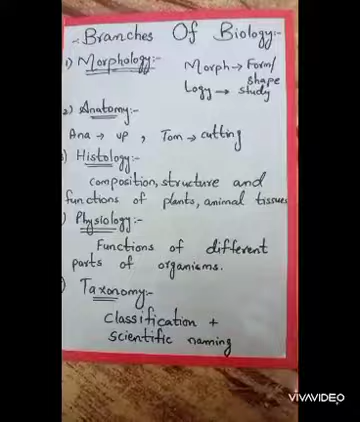 :- Branches Of Biology:-
1) Morphology:- Morph → Form/shape
Logy → study
2) Anatomy:-
Ana → up , Tom → cutting
) Histology:-
composition, structure and
functions of plants, animal tissues
) Physiology:-
Functions of different
parts of organisms.
) Taxonomy:-
Classification +
scientific naming
VIVAVIDEO